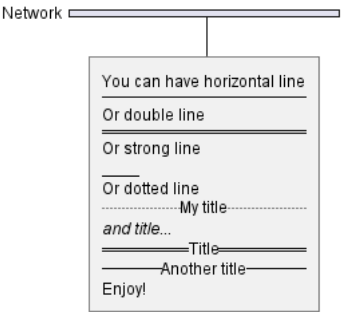 Network
You can have horizontal line
Or double line
Or strong line
____
Or dotted line
My title
and title...
Title
Another title
Enjoy!